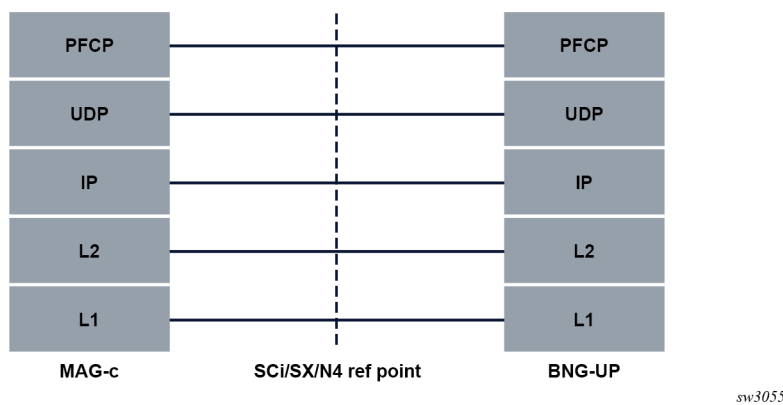 PFCP PFCP
UDP UDP
IP IP
L2 L2
L1 L1
MAG-c SCi/SX/N4 ref point BNG-UP
sw3055